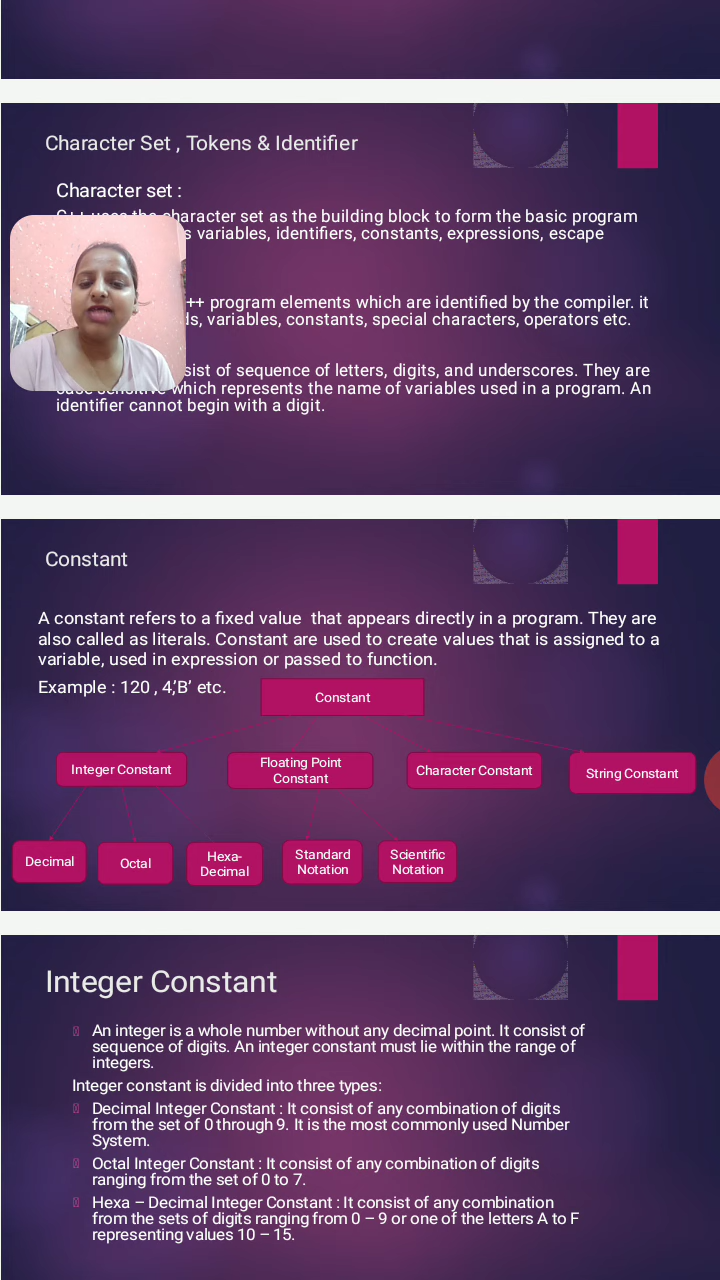 Character Set , Tokens & Identifier
Character set :
character set as the building block to form the basic program
variables, identifiers, constants, expressions, escape
++ program elements which are identified by the compiler. it
variables, constants, special characters, operators etc.
of sequence of letters, digits, and underscores. They are
which represents the name of variables used in a program. An
identifier cannot begin with a digit.
Constant
A constant refers to a fixed value that appears directly in a program. They are
also called as literals. Constant are used to create values that is assigned to a
variable, used in expression or passed to function.
Example : 120 , 4,’B’ etc.
Constant
Integer Constant
Floating Point
Constant
Character Constant
String Constant
Decimal
Octal
Hexa-
Decimal
Standard
Notation
Scientific
Notation
Integer Constant
An integer is a whole number without any decimal point. It consist of
sequence of digits. An integer constant must lie within the range of
integers.
Integer constant is divided into three types:
Decimal Integer Constant : It consist of any combination of digits
from the set of 0 through 9. It is the most commonly used Number
System.
Octal Integer Constant : It consist of any combination of digits
ranging from the set of 0 to 7.
Hexa – Decimal Integer Constant : It consist of any combination
from the sets of digits ranging from 0 – 9 or one of the letters A to F
representing values 10 – 15.